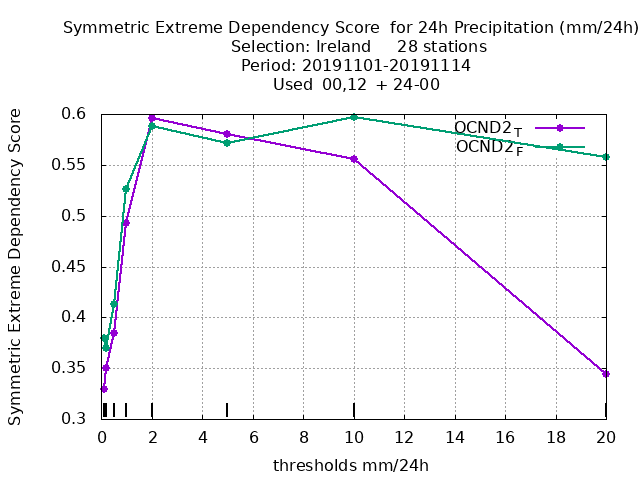 Symmetric Extreme Dependency Score  for 24h Precipitation (mm/24h)
Selection: Ireland     28 stations
Period: 20191101-20191114
Used  00,12  + 24-00
Symmetric Extreme Dependency Score
0.6
0.55
0.5
0.45
0.4
0.35
0.3
OCND2T
OCND2F
0 2 4 6 8 10 12 14 16 18 20
thresholds mm/24h